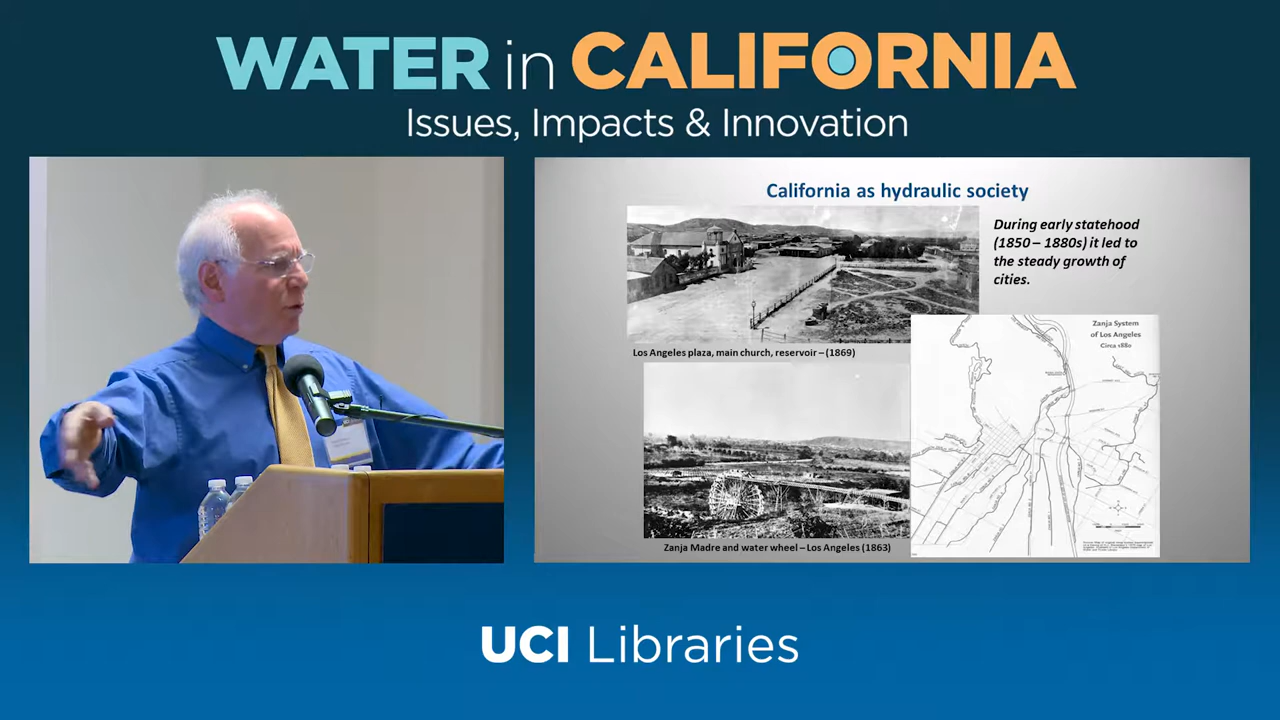 WATER in CALIFORNIA
Issues, Impacts & Innovation
California as hydraulic society
During early statehood
(1850 – 1880s) it led to
the steady growth of
cities.
Los Angeles plaza, main church, reservoir – (1869)
Zanja System
of Los Angeles
Circa 1880
Zanja Madre and water wheel – Los Angeles (1863)
UCI Libraries